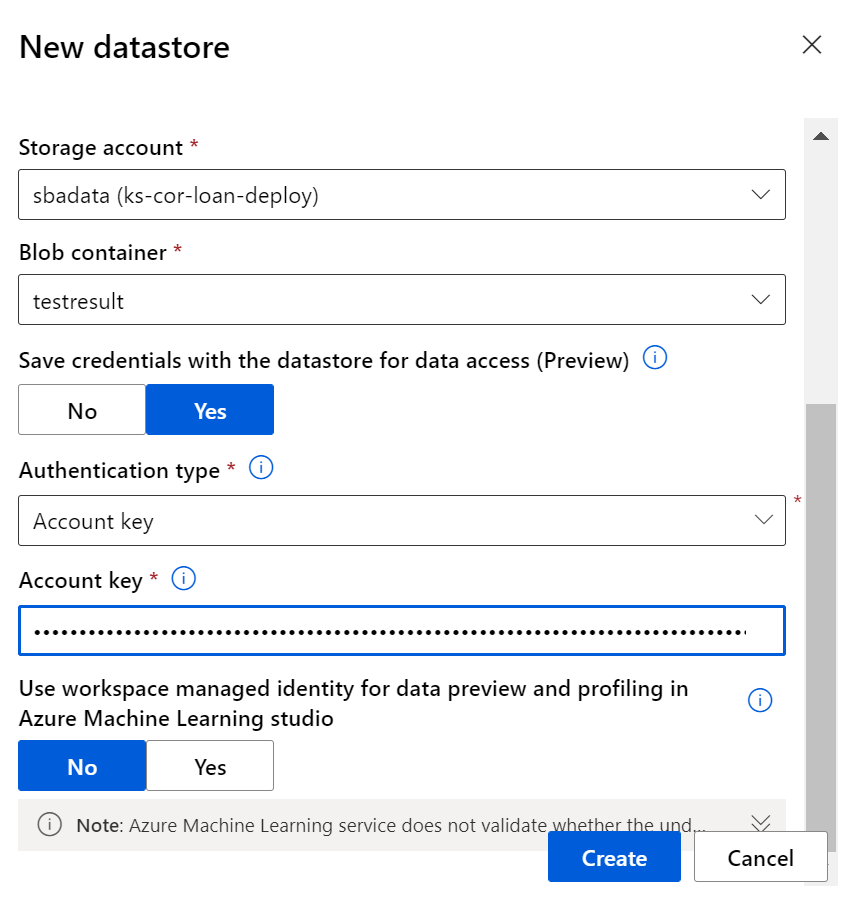 New datastore
Storage account *
sbadata (ks-cor-loan-deploy)
Blob container *
testresult
Save credentials with the datastore for data access (Preview)
No Yes
Authentication type *
Account key
*
Account key *
Use workspace managed identity for data preview and profiling in
Azure Machine Learning studio
No Yes
Note: Azure Machine Learning service does not validate whether the und...
Create Cancel